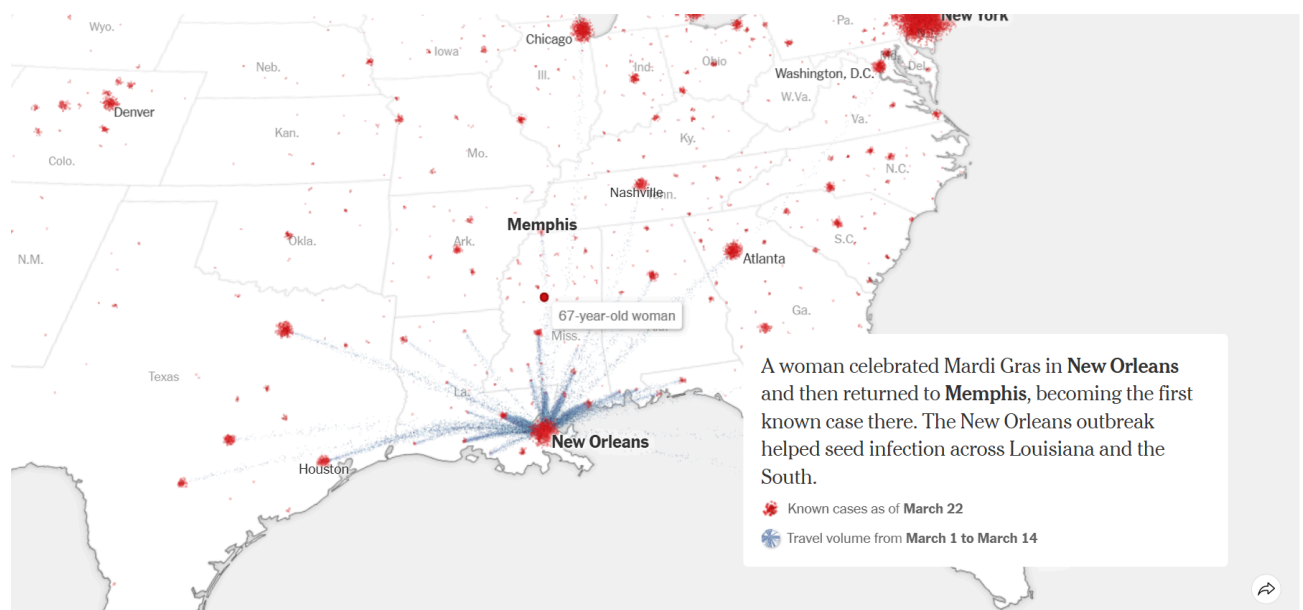 New York
Wyo.
Pa.
Chicago
Iowa
Neb.
Ill.
Ind.
Ohio
Md.
Del.
Washington, D.C.
W.Va.
Denver
Va.
Kan.
Ky.
Mo.
Colo.
N.C.
Nashville
Tenn.
Memphis
Okla.
Ark.
S.C.
N.M.
Atlanta
Ga.
67-year-old woman
Miss.
Texas
La.
New Orleans
Houston
A woman celebrated Mardi Gras in New Orleans
and then returned to Memphis, becoming the first
known case there. The New Orleans outbreak
helped seed infection across Louisiana and the
South.
Known cases as of March 22
Travel volume from March 1 to March 14